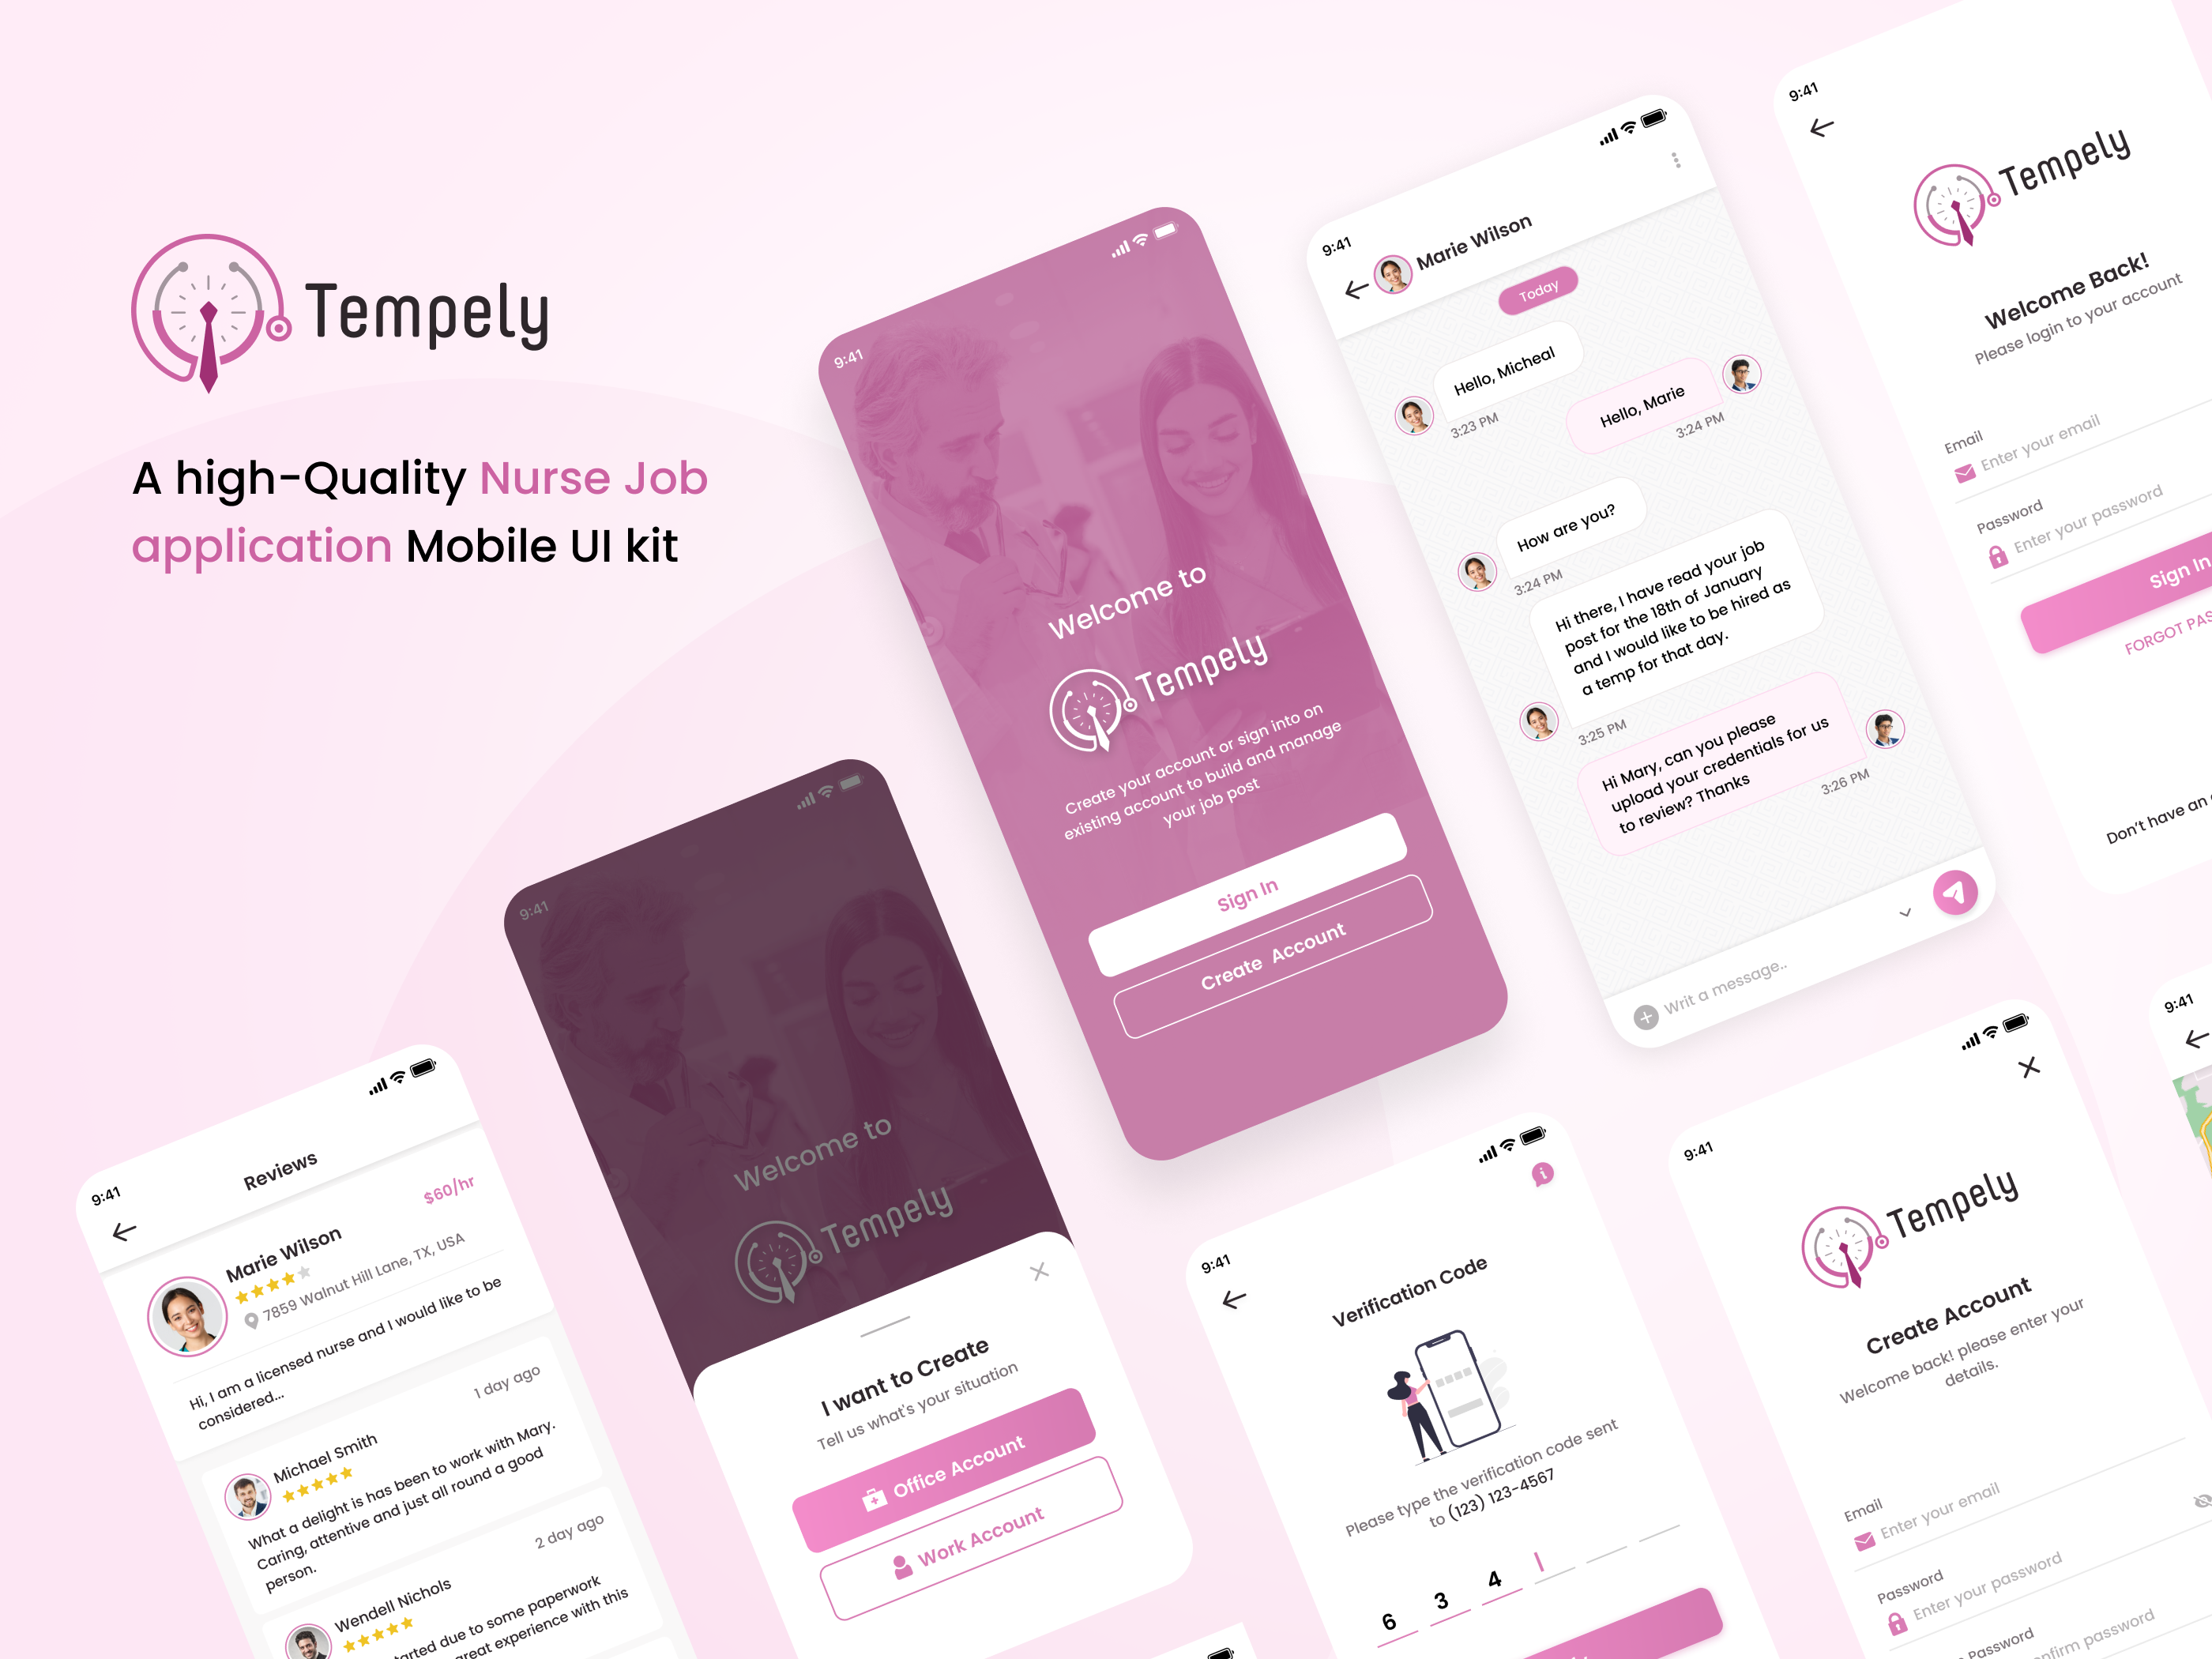 Tempely
A high-Quality Nurse Job
application Mobile UI kit
9:41
Reviews
$60/hr
Marie Wilson
7859 Walnut Hill Lane, TX, USA
Hi, I am a licensed nurse and I would like to be
considered...
1 day ago
Michael Smith
What a delight is has been to work with Mary.
Caring, attentive and just all round a good
person.
2 day ago
Wendell Nichols
tarted due to some paperwork
reat experience with this
9:41
Welcome to
Tempely
I want to Create
Tell us what's your situation
Office Account
Work Account
9:41
Welcome to
Tempely
Create your account or sign into on
existing account to build and manage
your job post
Sign In
Create Account
9:41
Marie Wilson
Today
Hello, Micheal
3:23 PM
Hello, Marie
3:24 PM
How are you?
3:24 PM
Hi there, I have read your job
post for the 18th of January
and I would like to be hired as
a temp for that day.
3:25 PM
Hi Mary, can you please
upload your credentials for us
to review? Thanks
3:26 PM
Writ a message..
9:41
Tempely
Welcome Back!
Please login to your account
Email
Enter your email
Password
Enter your password
Sign In
FORGOT PAS
Don't have an
9:41
Verification Code
Please type the verification code sent
to (123) 123-4567
6 3 4
9:41
Tempely
Create Account
Welcome back! please enter your
details.
Email
Enter your email
Password
Enter your password
Password
nfirm password
9:41